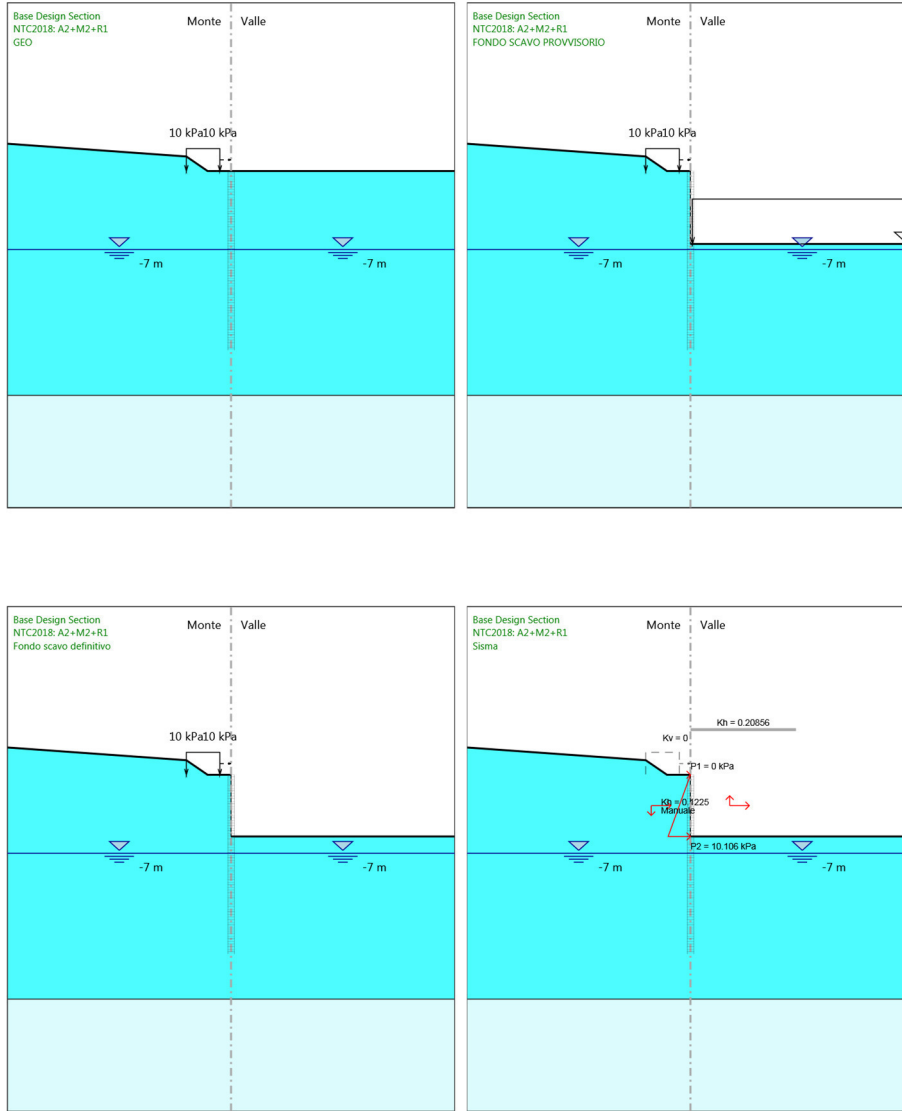 Base Design Section
NTC2018: A2+M2+R1
GEO
Monte
Valle
10 kPa10 kPa
-7 m
-7 m
Base Design Section
NTC2018: A2+M2+R1
FONDO SCAVO PROVVISORIO
Monte
Valle
10 kPa10 kPa
-7 m
-7 m
Base Design Section
NTC2018: A2+M2+R1
Fondo scavo definitivo
Monte
Valle
10 kPa10 kPa
-7 m
-7 m
Base Design Section
NTC2018: A2+M2+R1
Sisma
Monte
Valle
Kh = 0.20856
Kv = 0
P1 = 0 kPa
= 0.1225
Manuale
P2 = 10.106 kPa
-7 m
-7 m